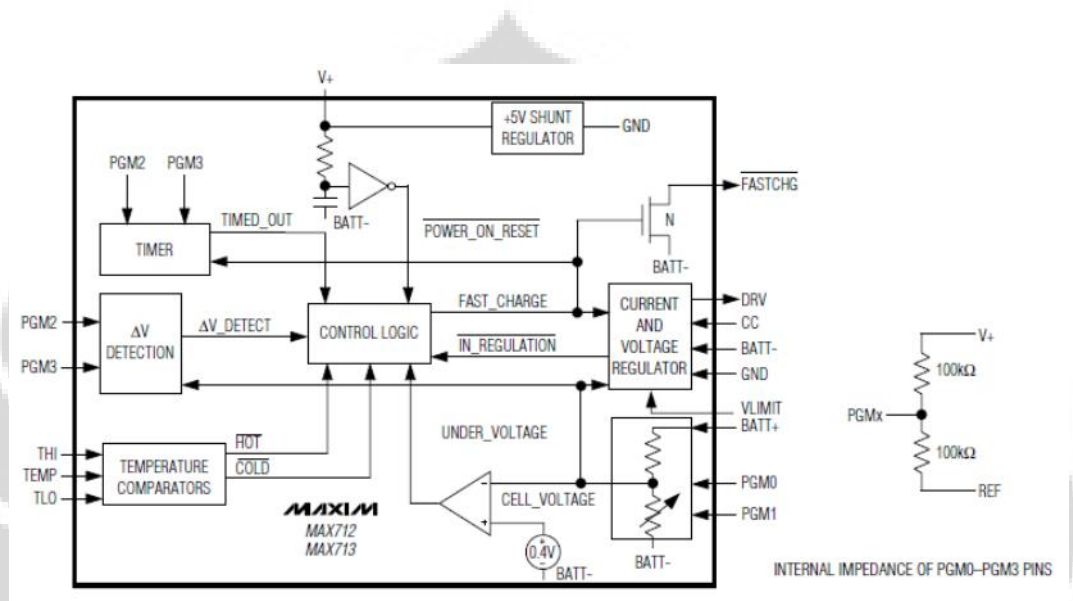 V+
+5V SHUNT
REGULATOR
GND
PGM2
PGM3
FASTCHG
TIMED_OUT
BATT-
POWER_ON_RESET
N
TIMER
BATT-
FAST_CHARGE
CURRENT
AND
VOLTAGE
REGULATOR
DRV
CC
BATT-
GND
PGM2
PGM3
ΔV
DETECTION
ΔV_DETECT
CONTROL LOGIC
IN_REGULATION
V+
100kΩ
PGMx
100kΩ
REF
VLIMIT
BATT+
UNDER_VOLTAGE
THI
TEMP
TLO
TEMPERATURE
COMPARATORS
HOT
COLD
CELL_VOLTAGE
PGM0
PGM1
MAXIM
MAX712
MAX713
-
+
+
0.4V
-
BATT-
BATT-
INTERNAL IMPEDANCE OF PGM0–PGM3 PINS